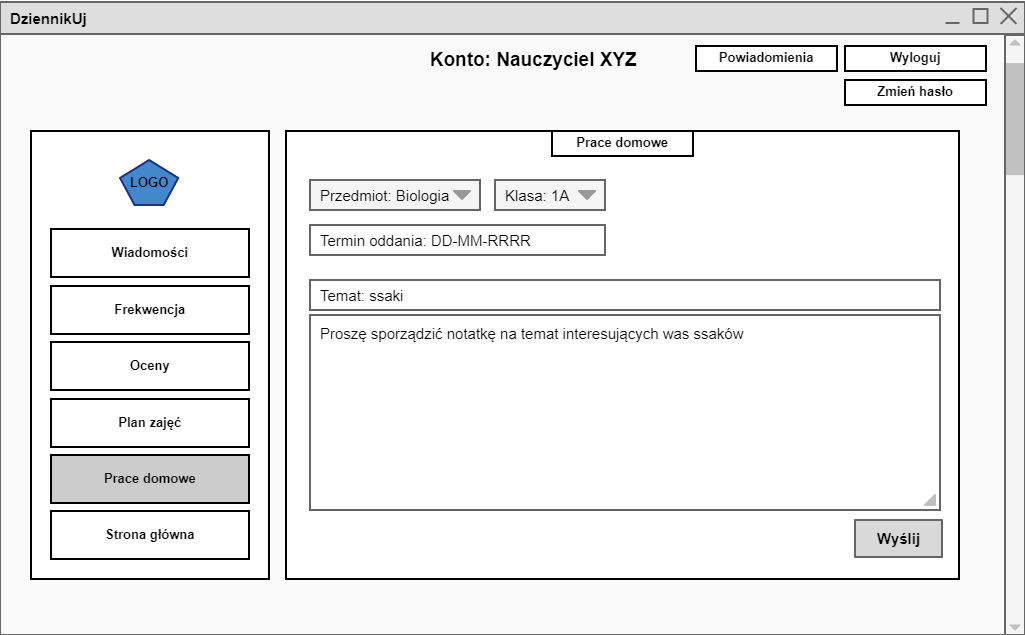 DziennikUj
Konto: Nauczyciel XYZ
Powiadomienia
Wyloguj
Zmień hasło
LOGO
Wiadomości
Frekwencja
Oceny
Plan zajęć
Prace domowe
Strona główna
Prace domowe
Przedmiot: Biologia
Klasa: 1A
Termin oddania: DD-MM-RRRR
Temat: ssaki
Proszę sporządzić notatkę na temat interesujących was ssaków
Wyślij